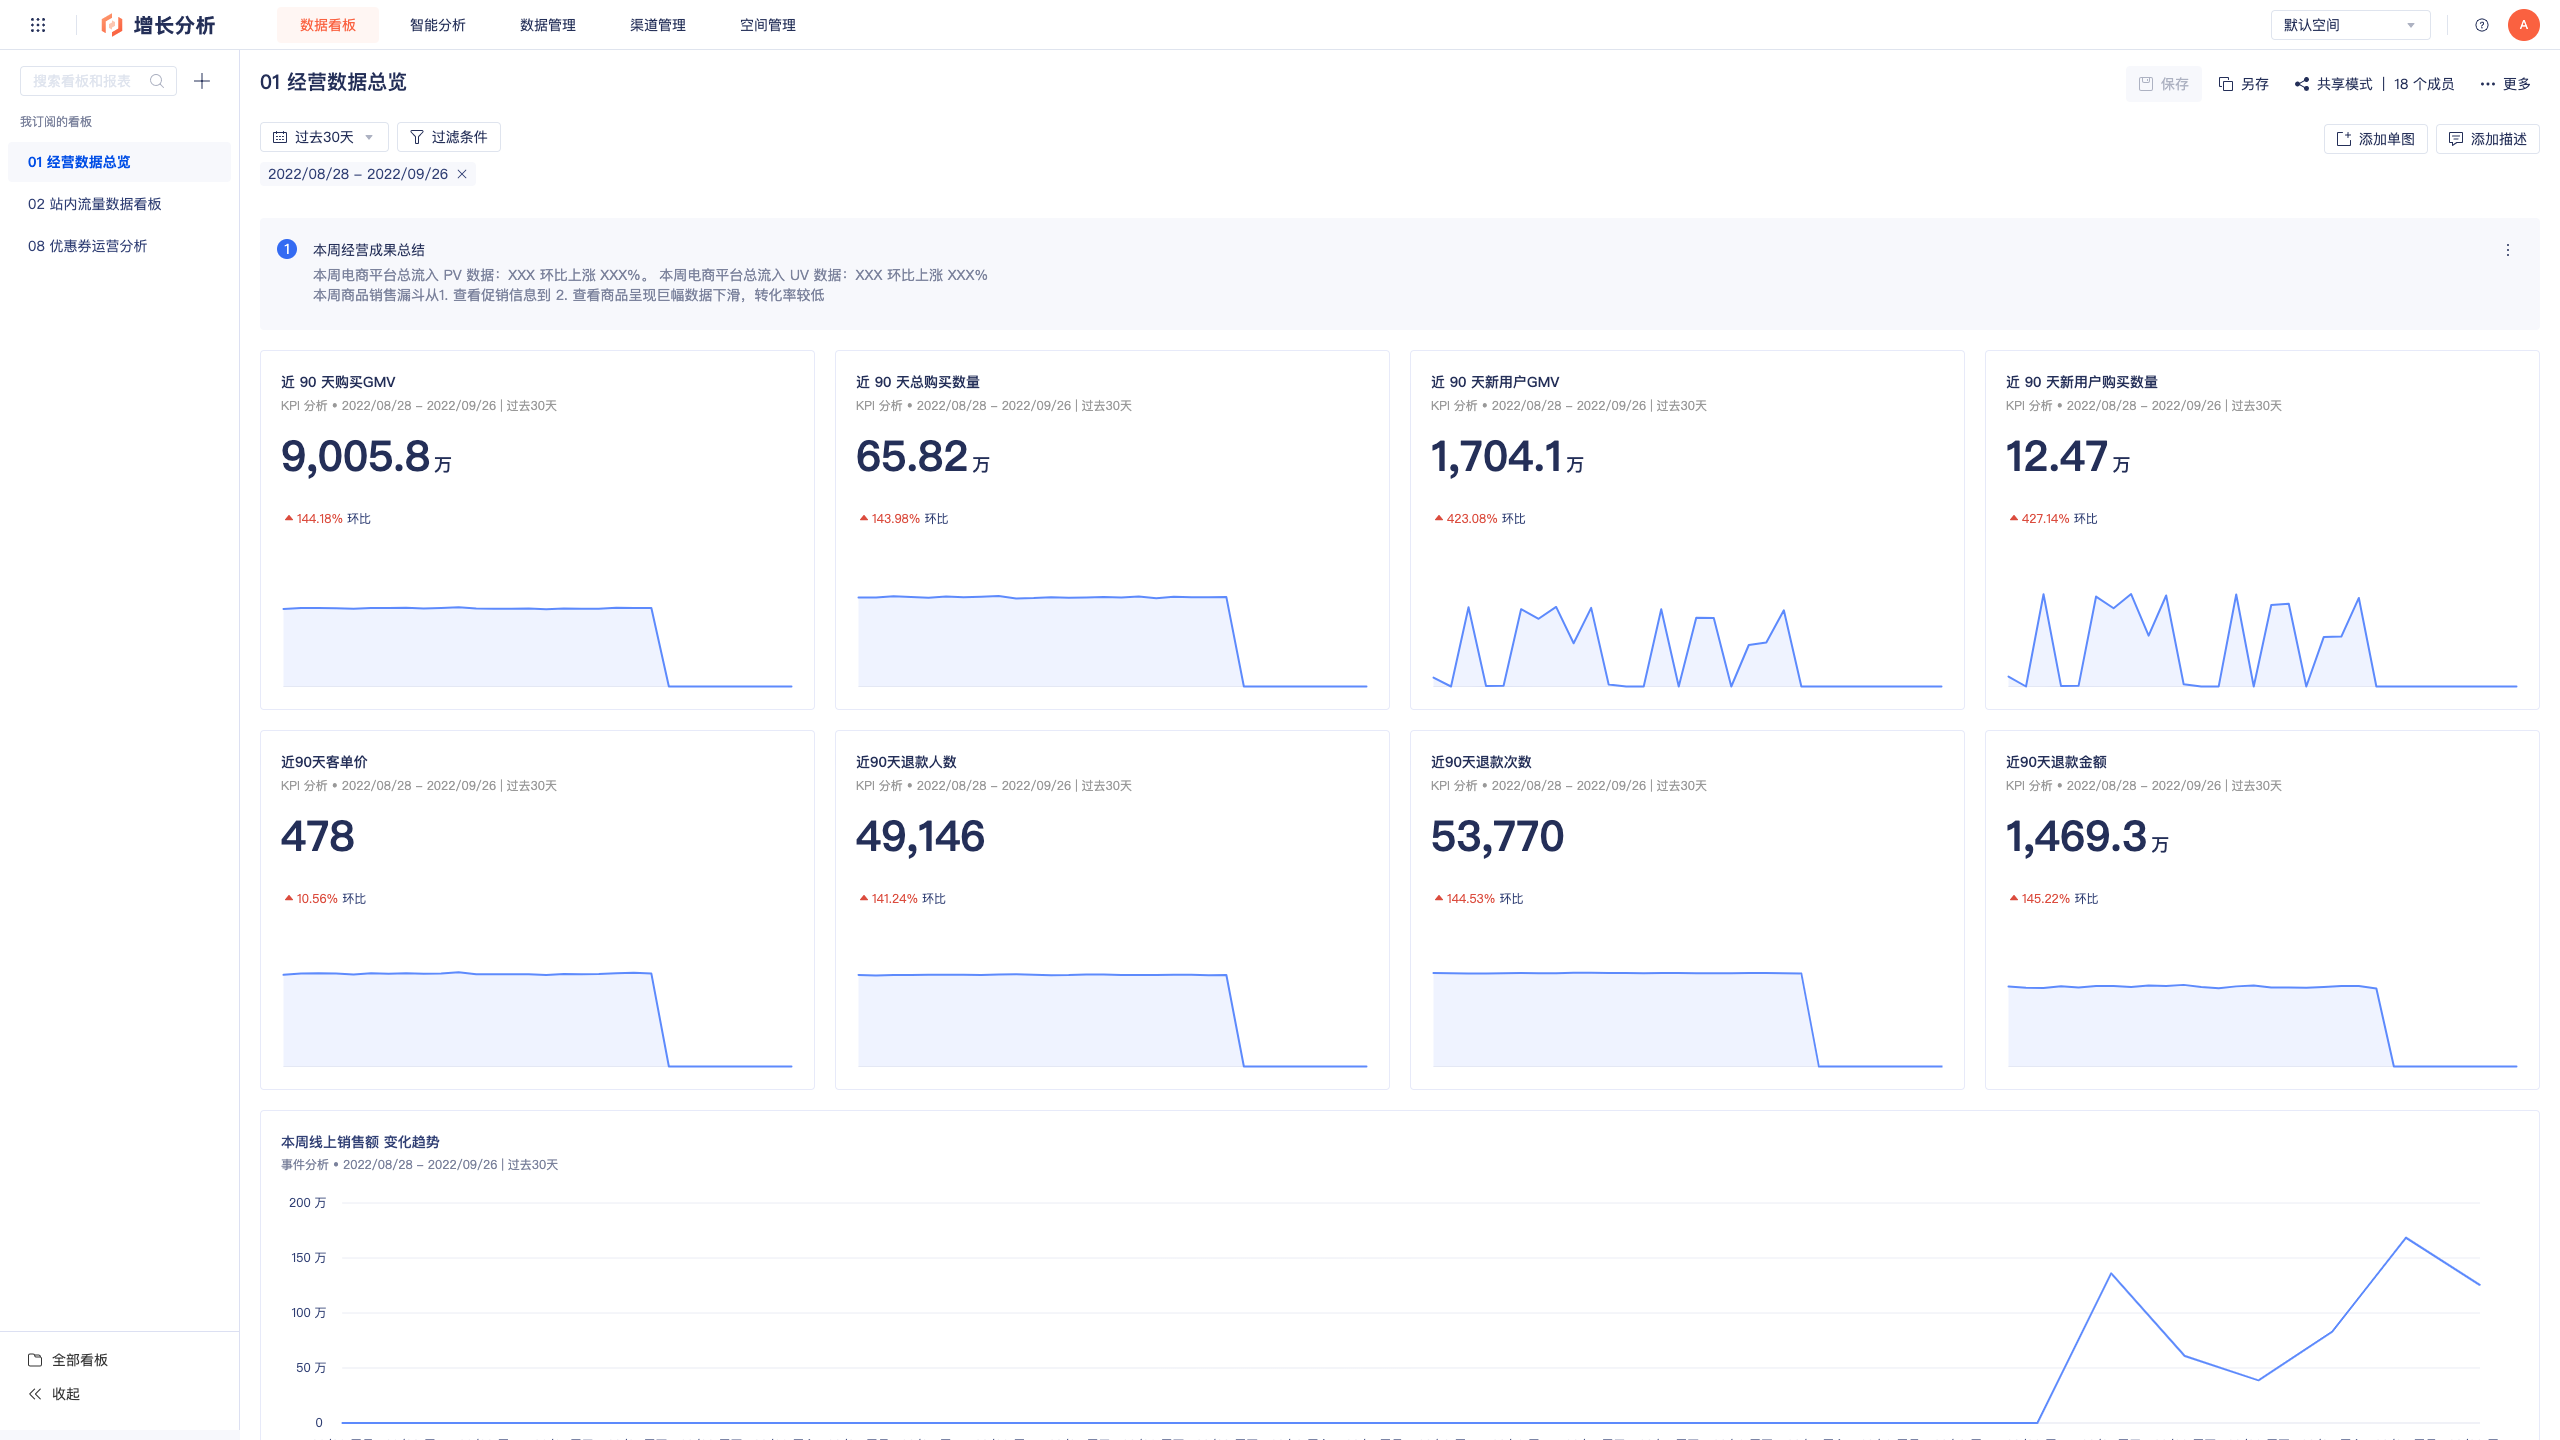 增长分析
数据看板
智能分析
数据管理
渠道管理
空间管理
默认空间
A
搜索看板和报表
我订阅的看板
01 经营数据总览
02 站内流量数据看板
08 优惠券运营分析
全部看板
收起
01 经营数据总览
保存
另存
共享模式 | 18 个成员
更多
过去30天
过滤条件
添加单图
添加描述
2022/08/28 – 2022/09/26
1
本周经营成果总结
本周电商平台总流入 PV 数据：XXX 环比上涨 XXX%。 本周电商平台总流入 UV 数据：XXX 环比上涨 XXX%
本周商品销售漏斗从1. 查看促销信息到 2. 查看商品呈现巨幅数据下滑，转化率较低
近 90 天购买GMV
KPI 分析 • 2022/08/28 – 2022/09/26 | 过去30天
9,005.8 万
144.18% 环比
近 90 天总购买数量
KPI 分析 • 2022/08/28 – 2022/09/26 | 过去30天
65.82 万
143.98% 环比
近 90 天新用户GMV
KPI 分析 • 2022/08/28 – 2022/09/26 | 过去30天
1,704.1 万
423.08% 环比
近 90 天新用户购买数量
KPI 分析 • 2022/08/28 – 2022/09/26 | 过去30天
12.47 万
427.14% 环比
近90天客单价
KPI 分析 • 2022/08/28 – 2022/09/26 | 过去30天
478
10.56% 环比
近90天退款人数
KPI 分析 • 2022/08/28 – 2022/09/26 | 过去30天
49,146
141.24% 环比
近90天退款次数
KPI 分析 • 2022/08/28 – 2022/09/26 | 过去30天
53,770
144.53% 环比
近90天退款金额
KPI 分析 • 2022/08/28 – 2022/09/26 | 过去30天
1,469.3 万
145.22% 环比
本周线上销售额 变化趋势
事件分析 • 2022/08/28 – 2022/09/26 | 过去30天
200 万
150 万
100 万
50 万
0